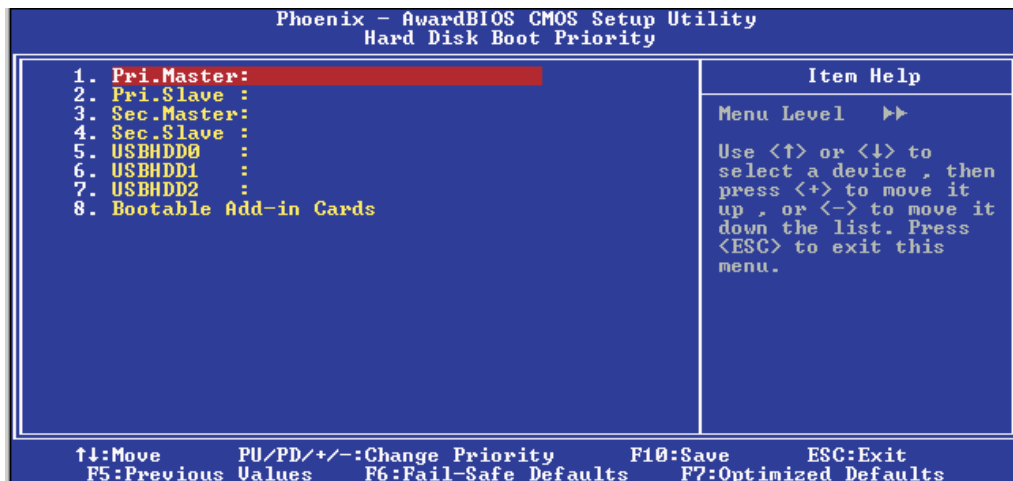 Phoenix - AwardBIOS CMOS Setup Utility
Hard Disk Boot Priority
1. Pri.Master:
2. Pri.Slave :
3. Sec.Master:
4. Sec.Slave :
5. USBHDD0 :
6. USBHDD1 :
7. USBHDD2 :
8. Bootable Add-in Cards
Item Help
Menu Level ▸▸
Use <↑> or <↓> to
select a device , then
press <+> to move it
up , or <-> to move it
down the list. Press
<ESC> to exit this
menu.
↑↓:Move PU/PD/+/-:Change Priority F10:Save ESC:Exit
F5:Previous Values F6:Fail-Safe Defaults F7:Optimized Defaults